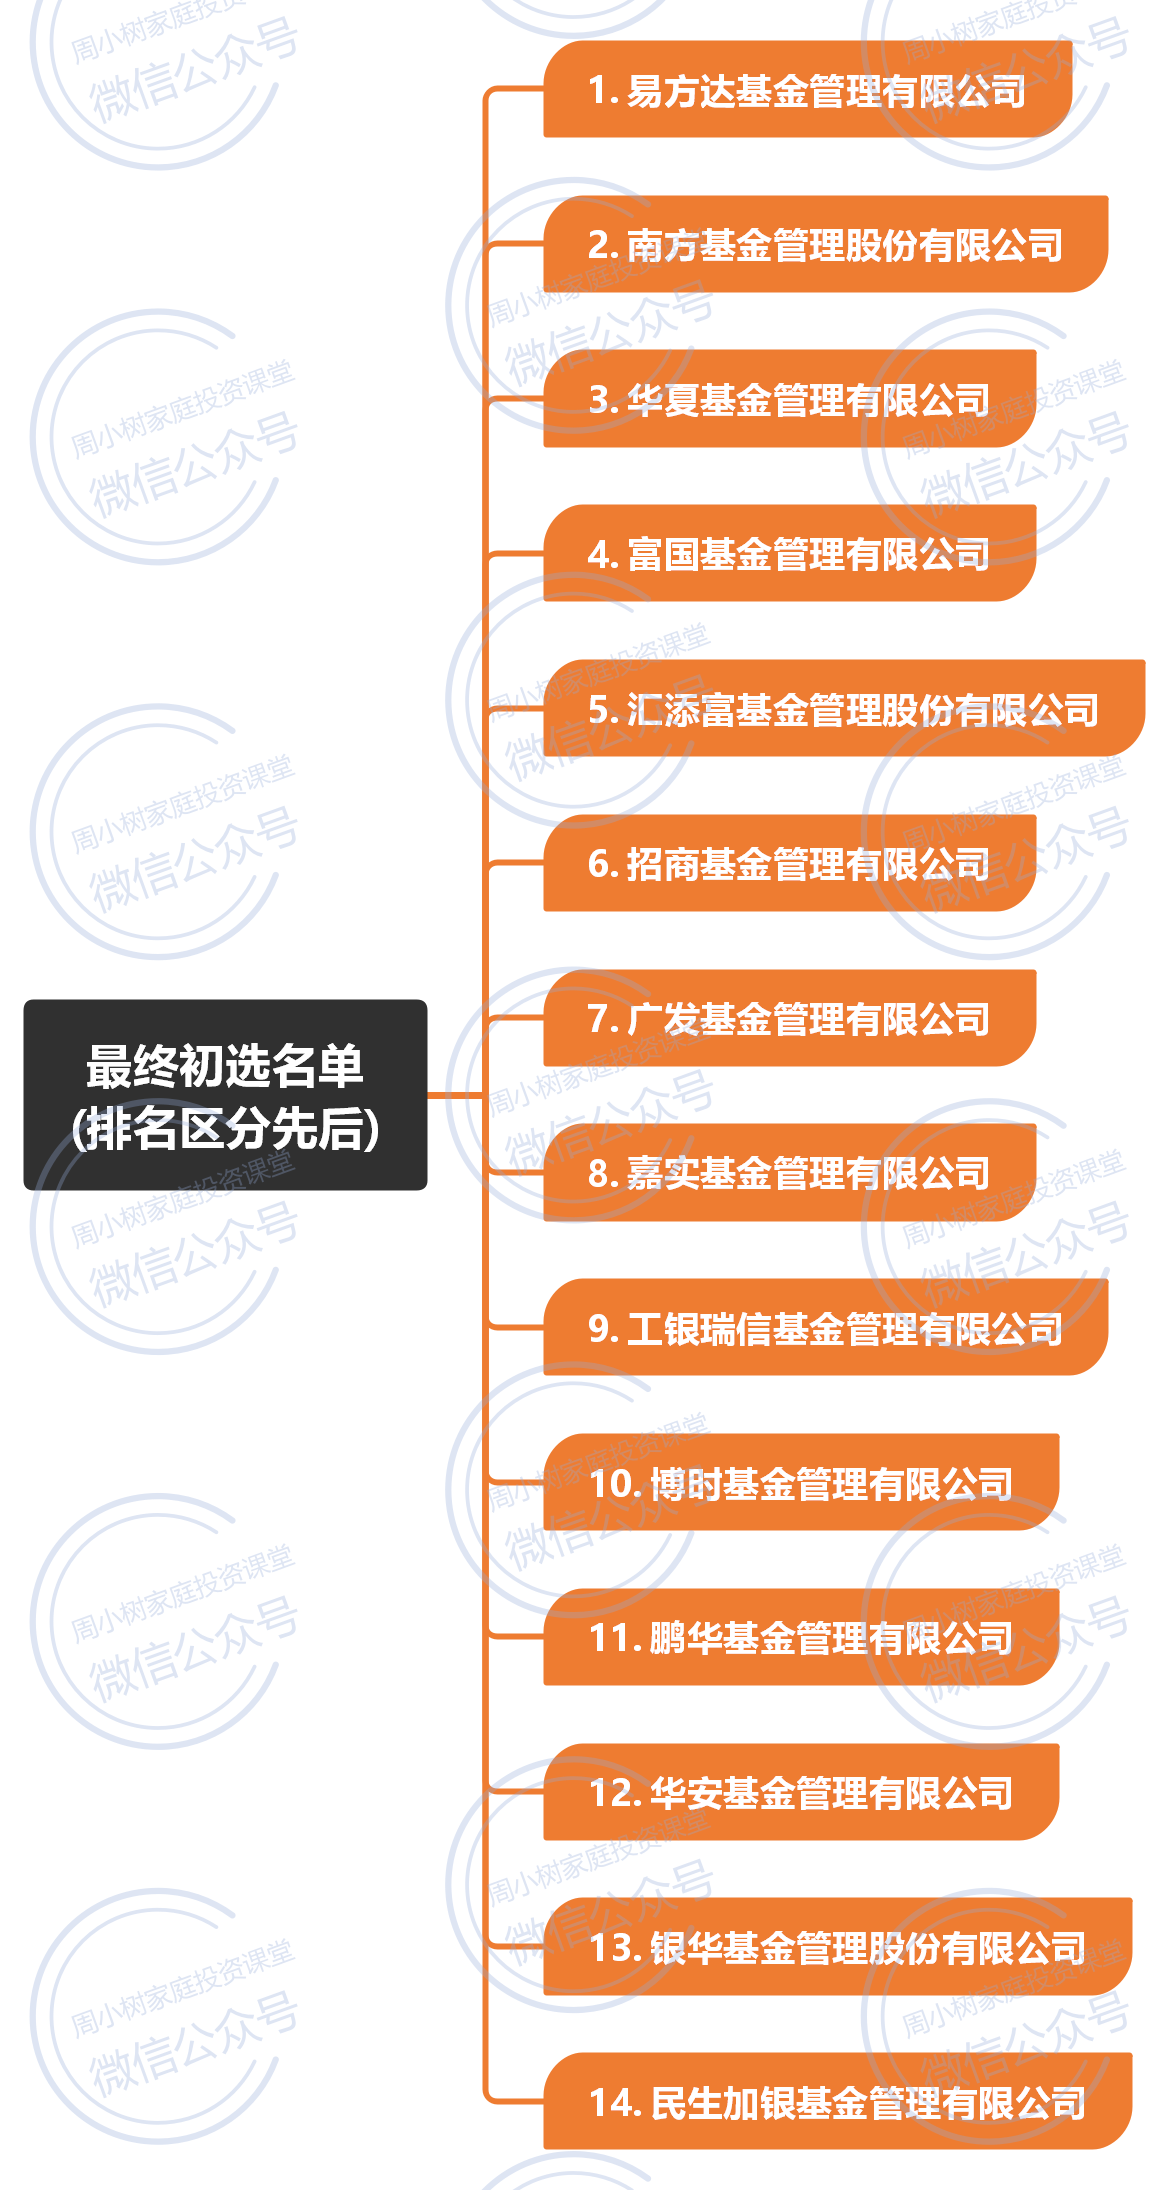 1. 易方达基金管理有限公司
2. 南方基金管理股份有限公司
3. 华夏基金管理有限公司
4. 富国基金管理有限公司
5. 汇添富基金管理股份有限公司
6. 招商基金管理有限公司
7. 广发基金管理有限公司
最终初选名单
(排名区分先后)
8. 嘉实基金管理有限公司
9. 工银瑞信基金管理有限公司
10. 博时基金管理有限公司
11. 鹏华基金管理有限公司
12. 华安基金管理有限公司
13. 银华基金管理股份有限公司
14. 民生加银基金管理有限公司
周小树家庭投资课堂
微信公众号